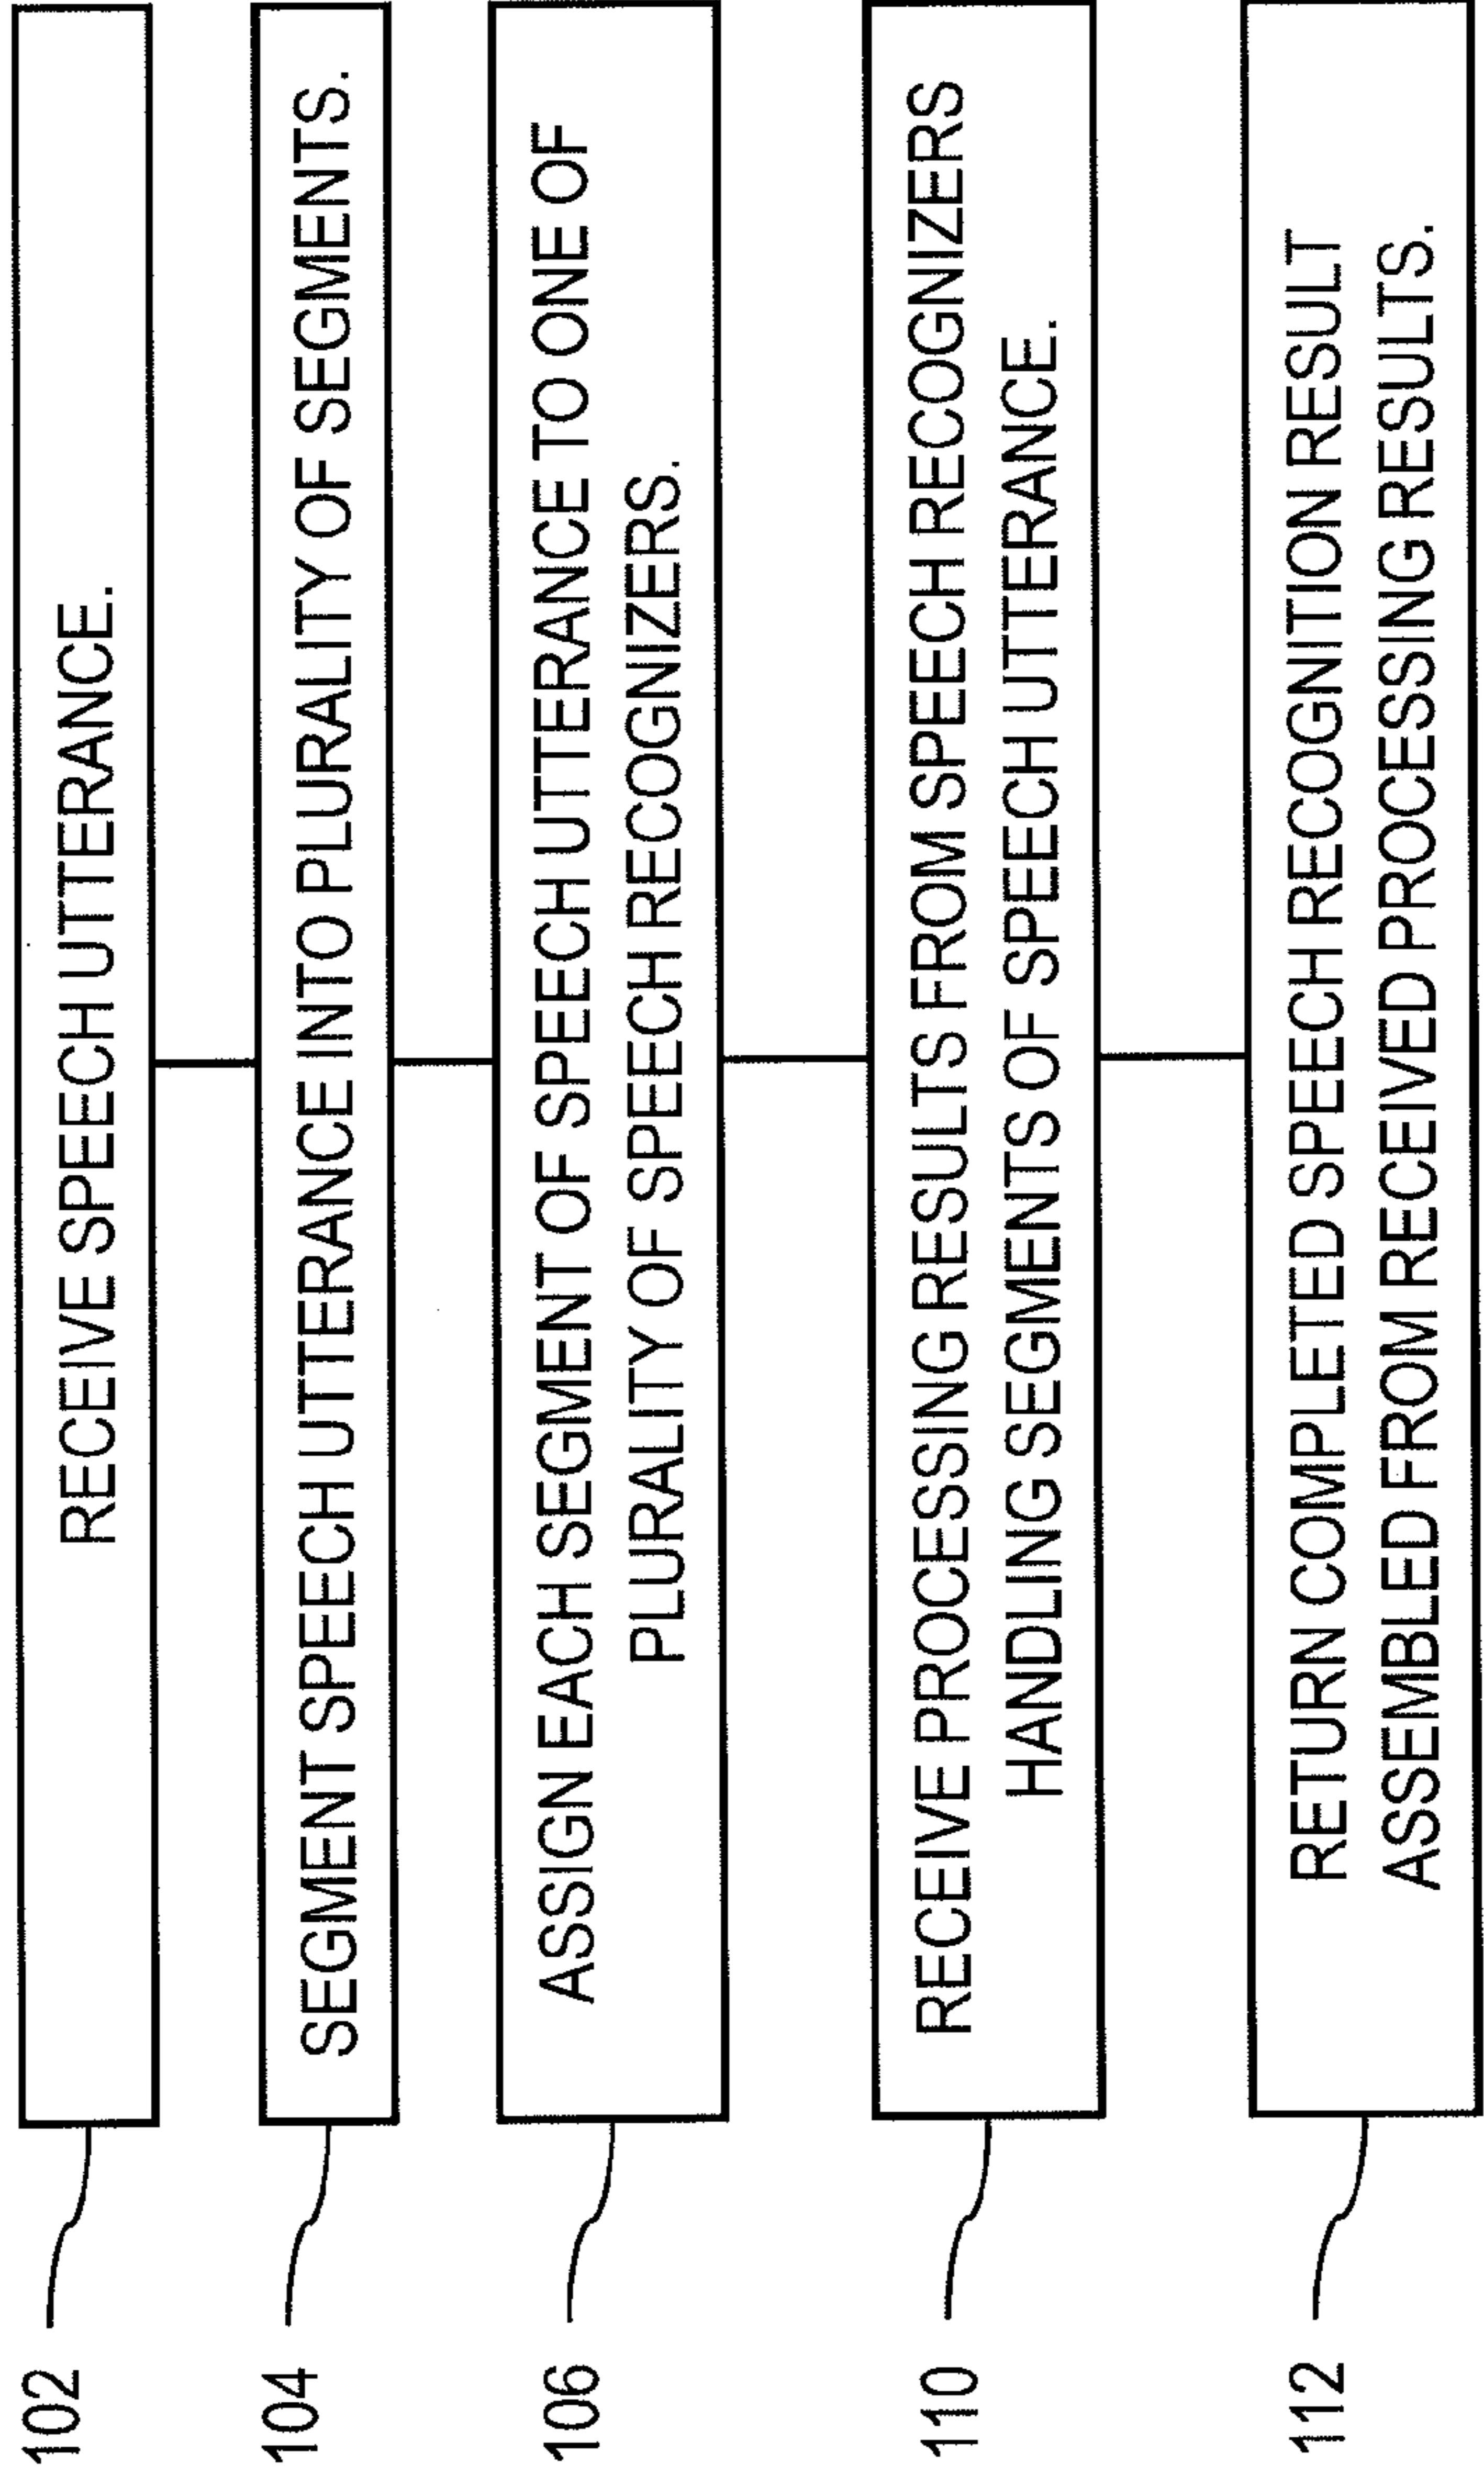 102
RECEIVE SPEECH UTTERANCE.
104
SEGMENT SPEECH UTTERANCE INTO PLURALITY OF SEGMENTS.
106
ASSIGN EACH SEGMENT OF SPEECH UTTERANCE TO ONE OF
PLURALITY OF SPEECH RECOGNIZERS.
110
RECEIVE PROCESSING RESULTS FROM SPEECH RECOGNIZERS
HANDLING SEGMENTS OF SPEECH UTTERANCE.
112
RETURN COMPLETED SPEECH RECOGNITION RESULT
ASSEMBLED FROM RECEIVED PROCESSING RESULTS.